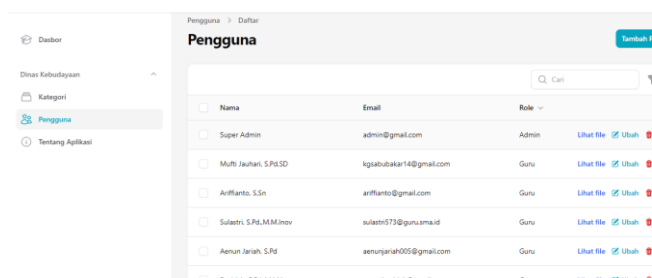 Pengguna > Daftar
Dasbor
Pengguna
Tambah
Dinas Kebudayaan
Cari
Kategori
Nama Email Role
Pengguna
Super Admin admin@gmail.com Admin Lihat file Ubah
Tentang Aplikasi
Mufti Jauhari, S.Pd.SD kgsabubakar14@gmail.com Guru Lihat file Ubah
Ariffianto, S.Sn ariffianto@gmail.com Guru Lihat file Ubah
Sulastri, S.Pd.,M.M.Inov sulastri573@guru.sma.id Guru Lihat file Ubah
Aenun Jariah, S.Pd aenunjariah005@gmail.com Guru Lihat file Ubah